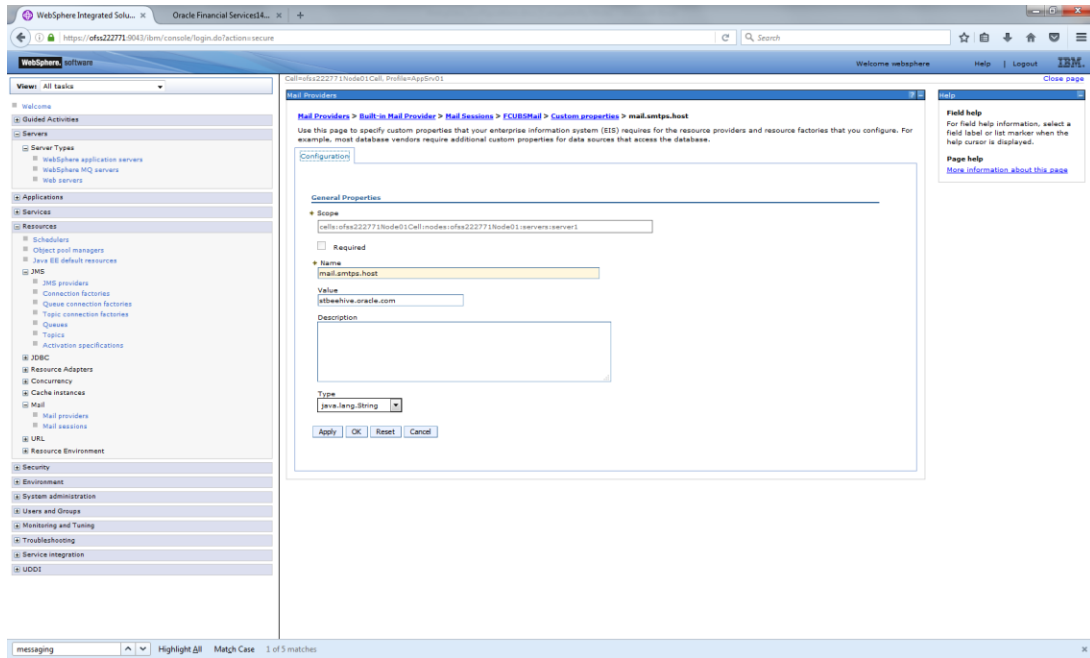 WebSphere Integrated Solu... ×
Oracle Financial Services14... ×
+
https://ofss222771:9043/ibm/console/login.do?action=secure
Search
WebSphere. software
Welcome websphere
Help | Logout
IBM.
View: All tasks
Welcome
Guided Activities
Servers
Server Types
WebSphere application servers
WebSphere MQ servers
Web servers
Applications
Services
Resources
Schedulers
Object pool managers
Java EE default resources
JMS
JMS providers
Connection factories
Queue connection factories
Topic connection factories
Queues
Topics
Activation specifications
JDBC
Resource Adapters
Concurrency
Cache instances
Mail
Mail providers
Mail sessions
URL
Resource Environment
Security
Environment
System administration
Users and Groups
Monitoring and Tuning
Troubleshooting
Service integration
UDDI
Cell=ofss222771Node01Cell, Profile=AppSrv01
Close page
Mail Providers
Mail Providers > Built-in Mail Provider > Mail Sessions > FCUBSMail > Custom properties > mail.smtps.host
Use this page to specify custom properties that your enterprise information system (EIS) requires for the resource providers and resource factories that you configure. For
example, most database vendors require additional custom properties for data sources that access the database.
Configuration
General Properties
Scope
cells:ofss222771Node01Cell:nodes:ofss222771Node01:servers:server1
Required
Name
mail.smtps.host
Value
stbeehive.oracle.com
Description
Type
java.lang.String
Apply OK Reset Cancel
Help
Field help
For field help information, select a
field label or list marker when the
help cursor is displayed.
Page help
More information about this page
messaging
Highlight All Match Case 1 of 5 matches